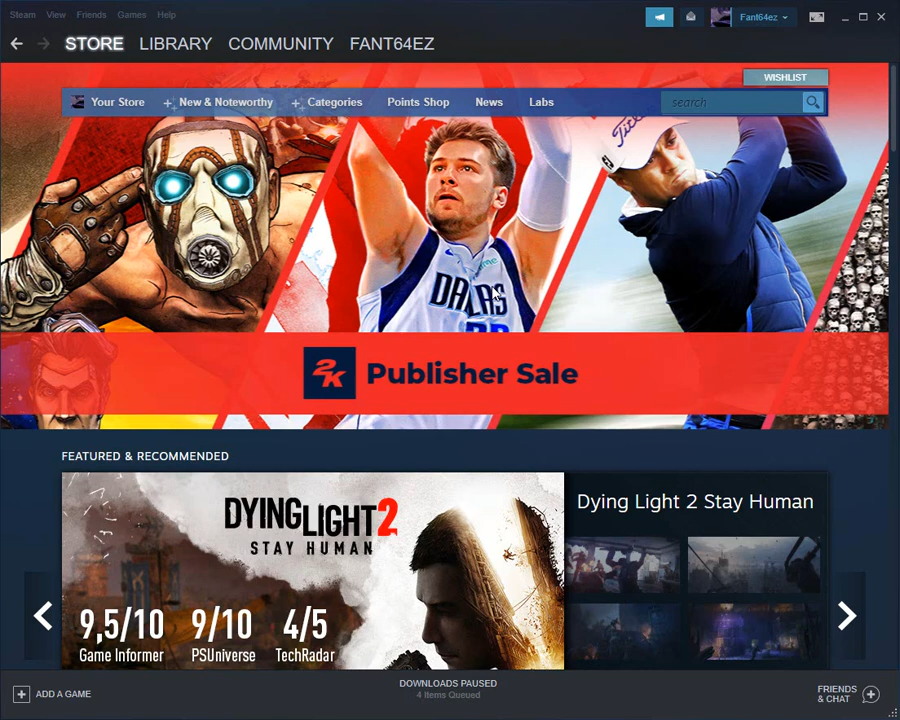 Steam View Friends Games Help
Fant64ez
STORE LIBRARY COMMUNITY FANT64EZ
WISHLIST
Your Store New & Noteworthy Categories Points Shop News Labs search
Titleist
DALLAS
2K Publisher Sale
FEATURED & RECOMMENDED
DYING LIGHT 2
STAY HUMAN
Dying Light 2 Stay Human
9,5/10 9/10 4/5
Game Informer PSUniverse TechRadar
ADD A GAME
DOWNLOADS PAUSED
4 Items Queued
FRIENDS
& CHAT